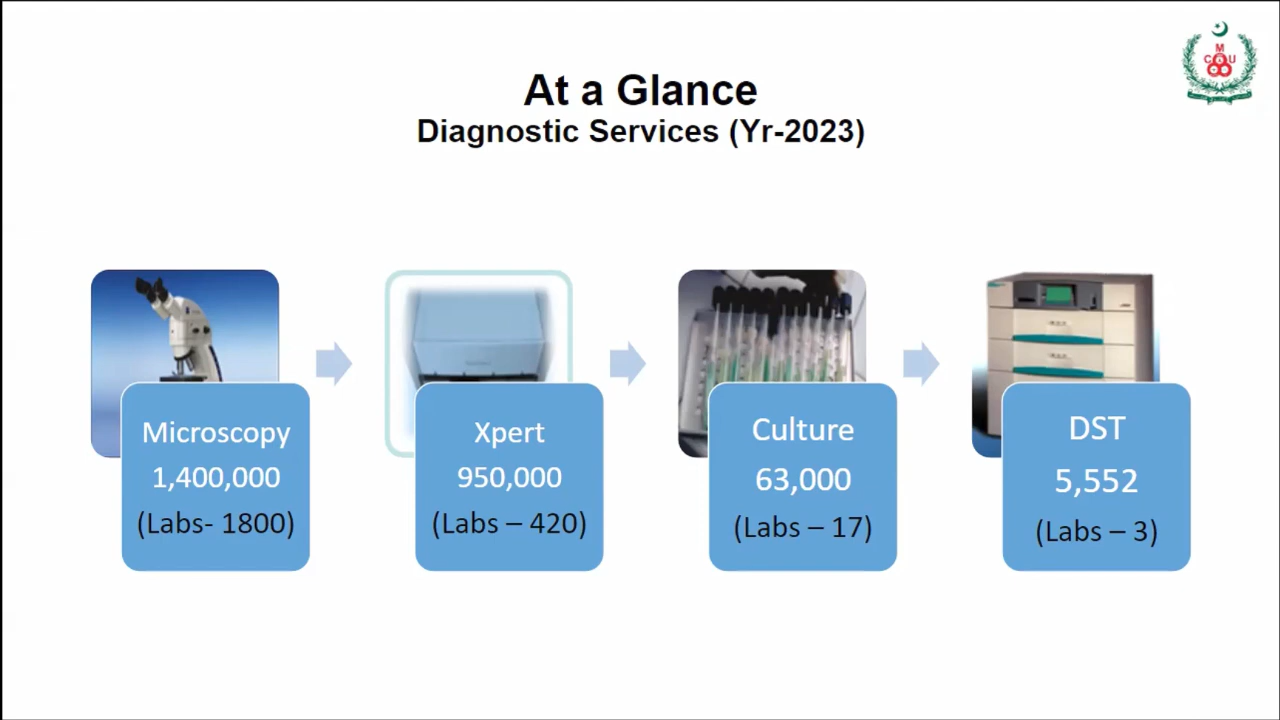 At a Glance
Diagnostic Services (Yr-2023)
M
C U
Microscopy
1,400,000
(Labs- 1800)
Xpert
950,000
(Labs – 420)
Culture
63,000
(Labs – 17)
DST
5,552
(Labs – 3)